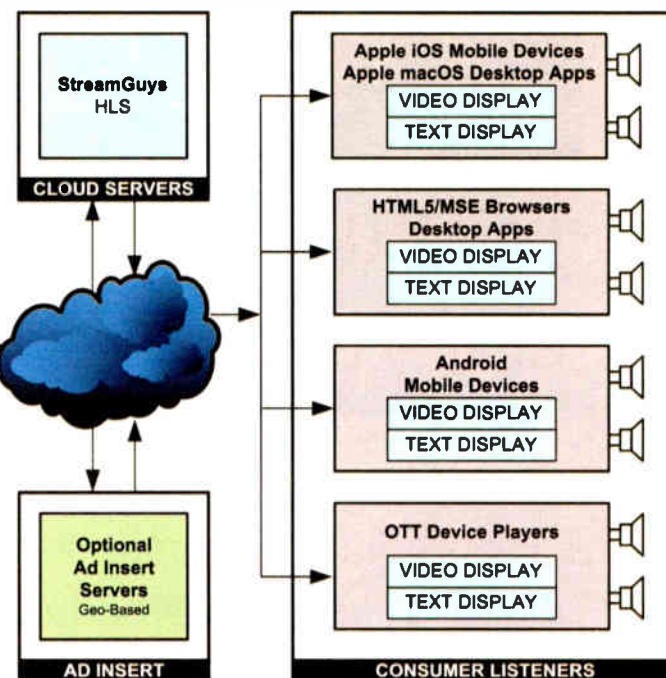 StreamGuys
HLS
CLOUD SERVERS
Optional
Ad Insert
Servers
Geo-Based
AD INSERT
Apple iOS Mobile Devices
Apple macOS Desktop Apps
VIDEO DISPLAY
TEXT DISPLAY
HTML5/MSE Browsers
Desktop Apps
VIDEO DISPLAY
TEXT DISPLAY
Android
Mobile Devices
VIDEO DISPLAY
TEXT DISPLAY
OTT Device Players
VIDEO DISPLAY
TEXT DISPLAY
CONSUMER LISTENERS